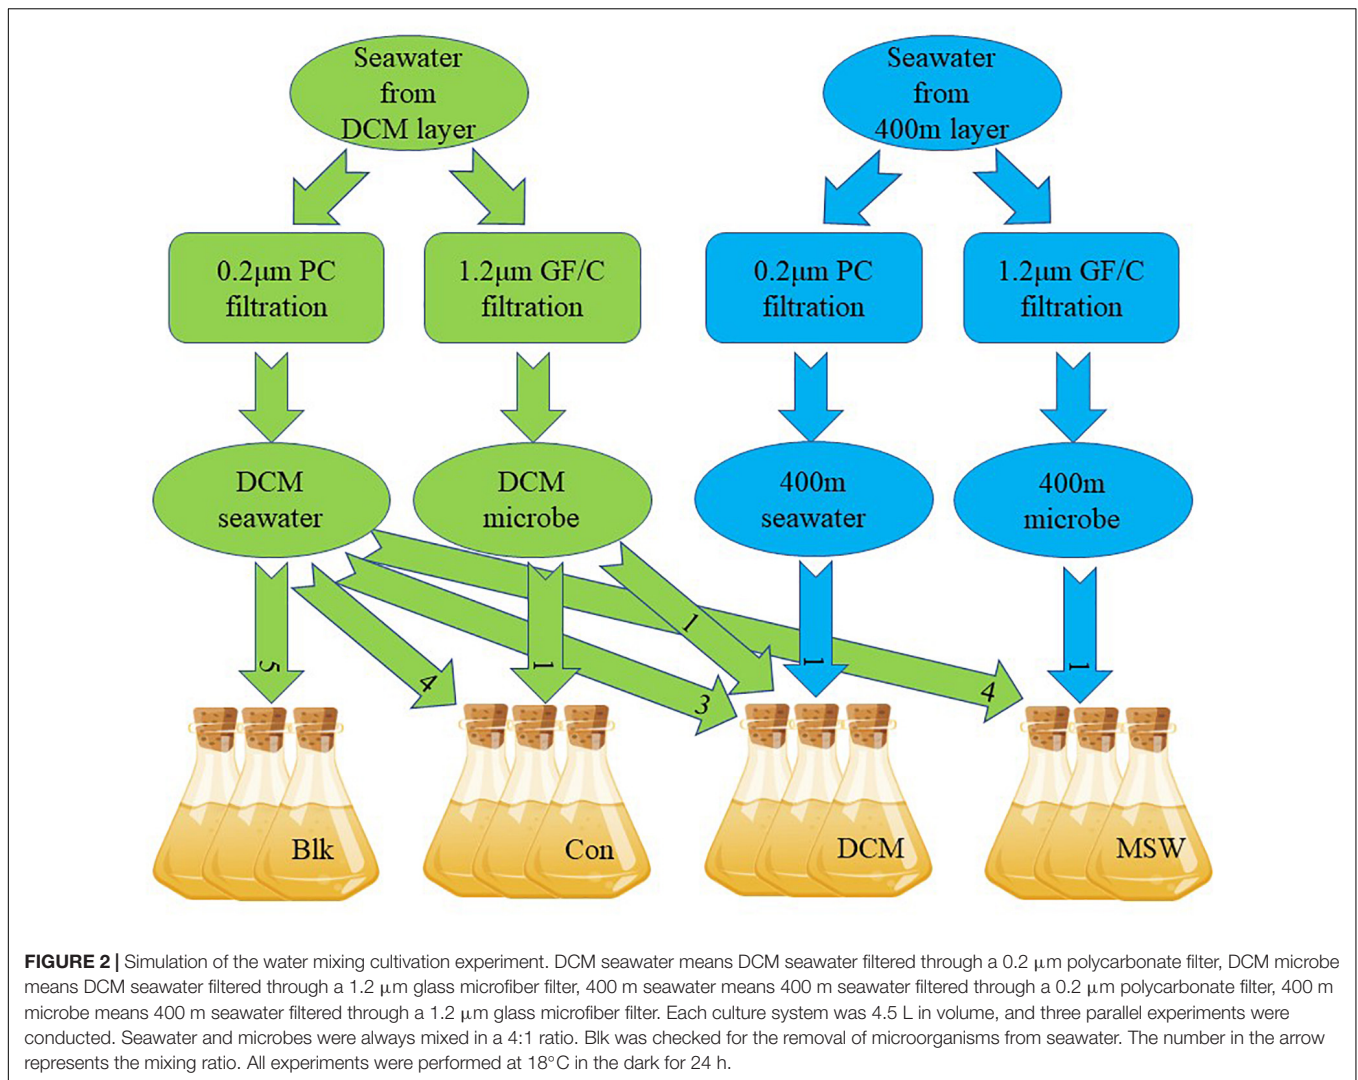 Seawater
from
DCM layer
Seawater
from
400m layer
0.2μm PC
filtration
1.2μm GF/C
filtration
0.2μm PC
filtration
1.2μm GF/C
filtration
DCM
seawater
DCM
microbe
400m
seawater
400m
microbe
5
4
1
3
1
1
4
1
Blk
Con
DCM
MSW
FIGURE 2 | Simulation of the water mixing cultivation experiment. DCM seawater means DCM seawater filtered through a 0.2 μm polycarbonate filter, DCM microbe
means DCM seawater filtered through a 1.2 μm glass microfiber filter, 400 m seawater means 400 m seawater filtered through a 0.2 μm polycarbonate filter, 400 m
microbe means 400 m seawater filtered through a 1.2 μm glass microfiber filter. Each culture system was 4.5 L in volume, and three parallel experiments were
conducted. Seawater and microbes were always mixed in a 4:1 ratio. Blk was checked for the removal of microorganisms from seawater. The number in the arrow
represents the mixing ratio. All experiments were performed at 18°C in the dark for 24 h.